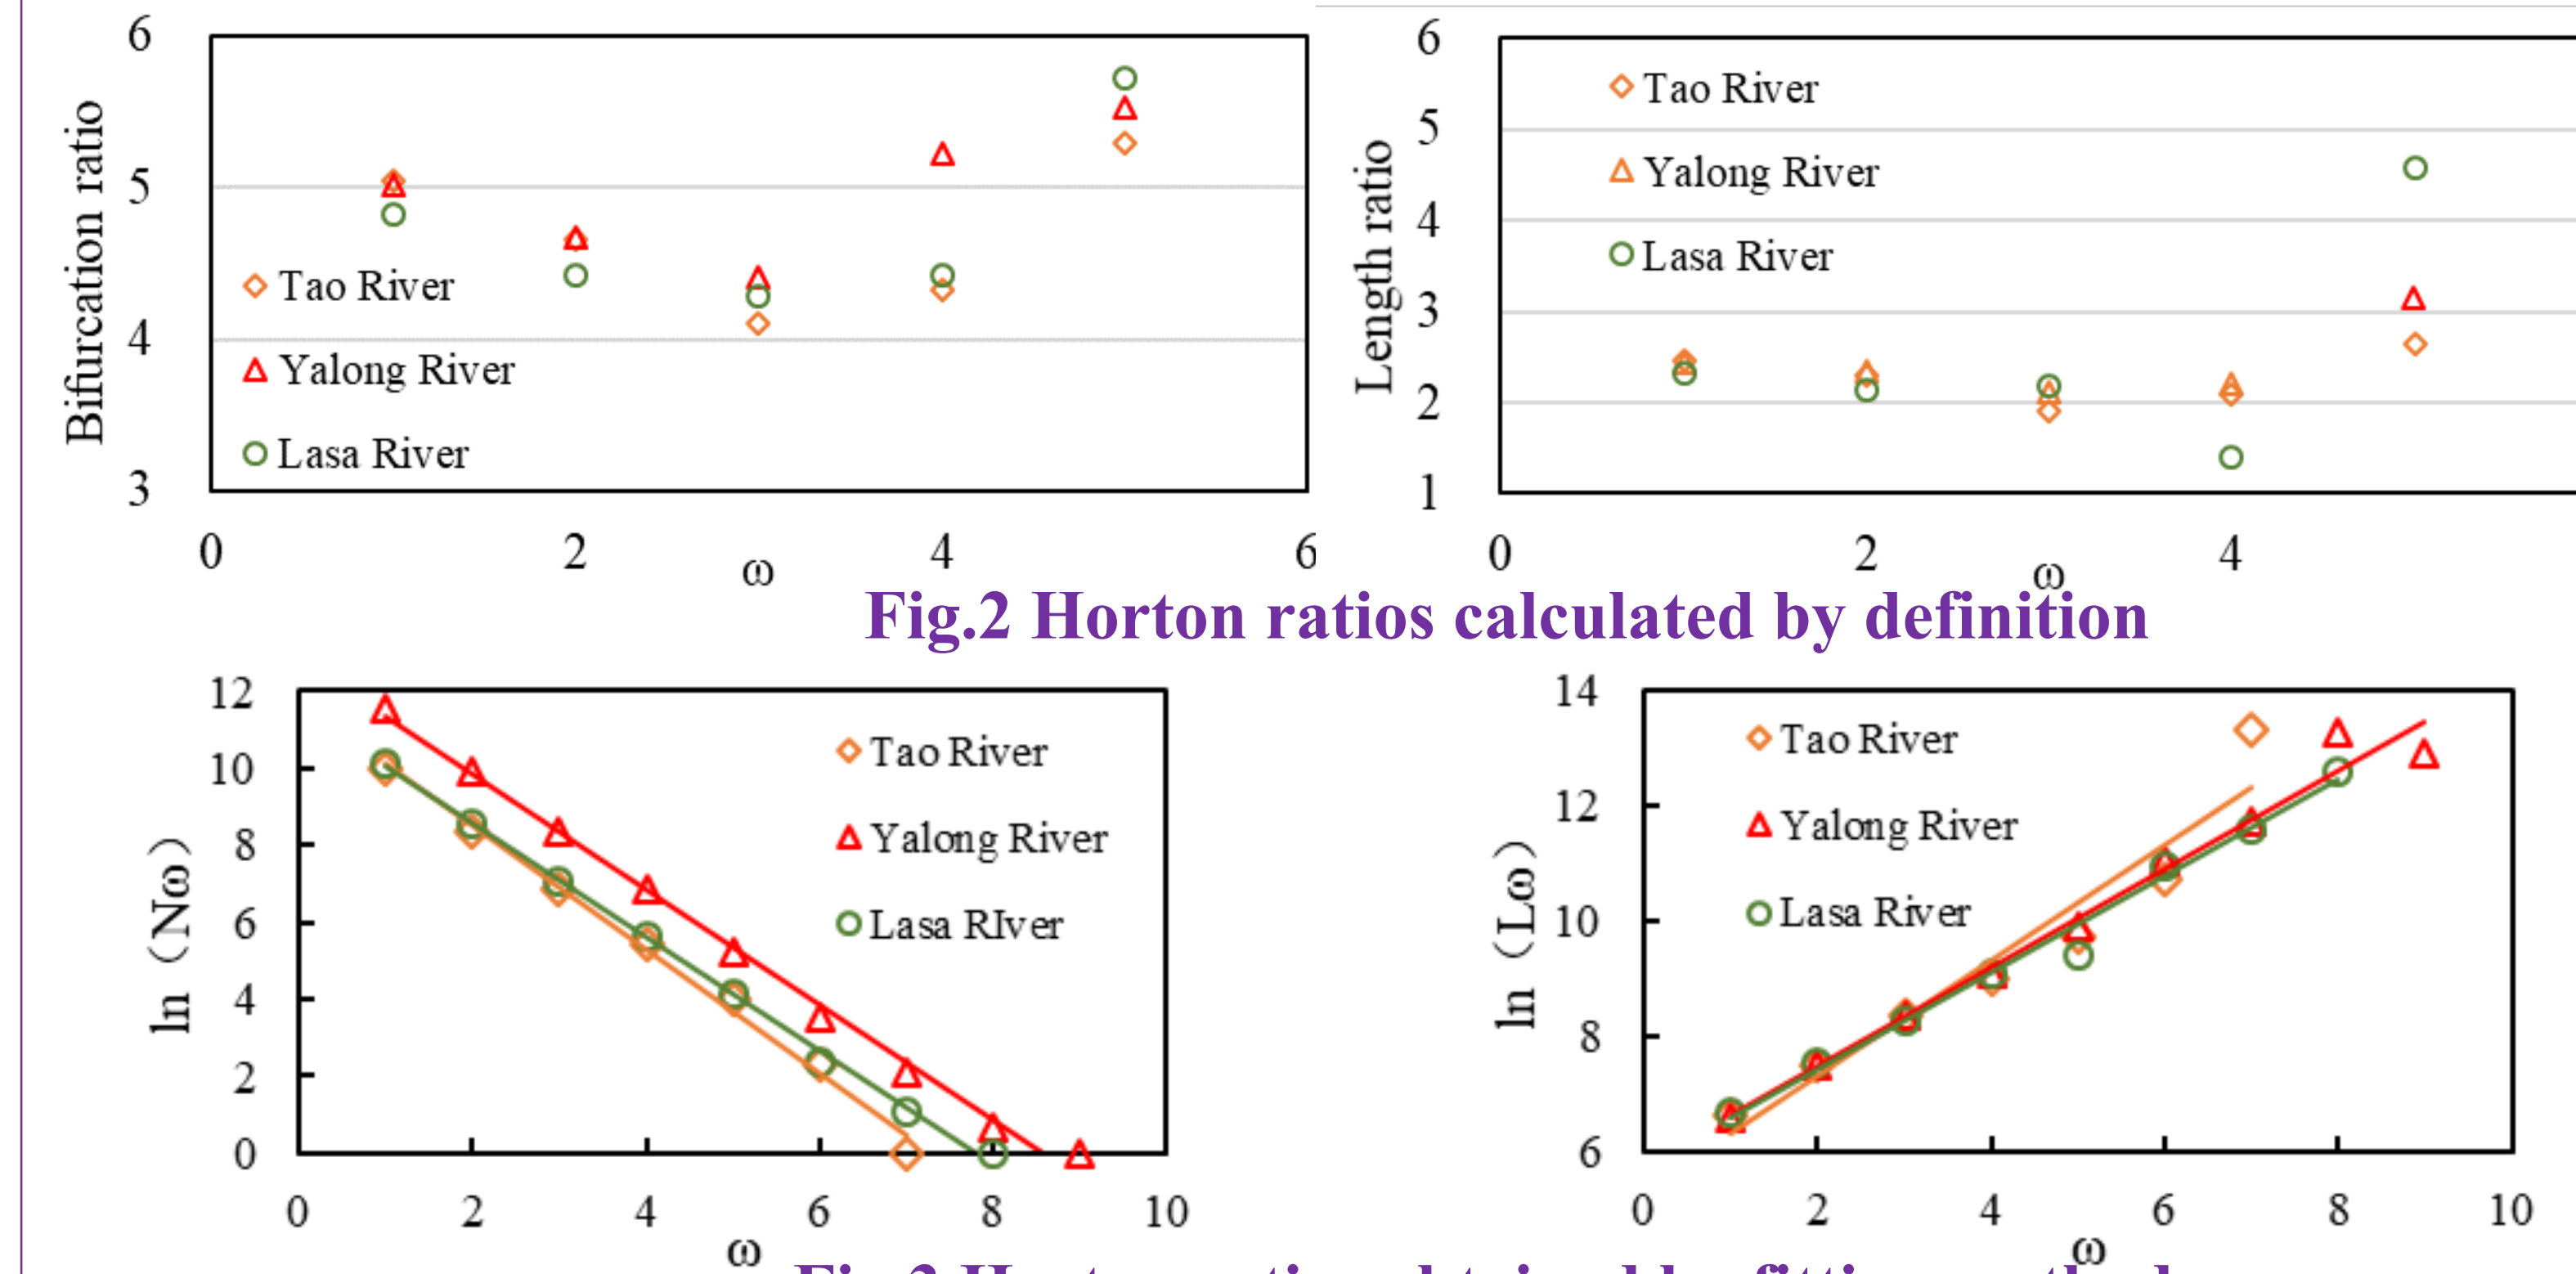 6
5
4
3
Bifurcation ratio
Tao River
Yalong River
Lasa River
0 2 4 6
ω
6
5
4
3
2
1
Length ratio
Tao River
Yalong River
Lasa River
0 2 4
ω
Fig.2 Horton ratios calculated by definition
12
10
8
6
4
2
0
ln（Nω）
Tao River
Yalong River
Lasa RIver
0 2 4 6 8 10
ω
14
12
10
8
6
ln（Lω）
Tao River
Yalong River
Lasa River
0 2 4 6 8 10
ω